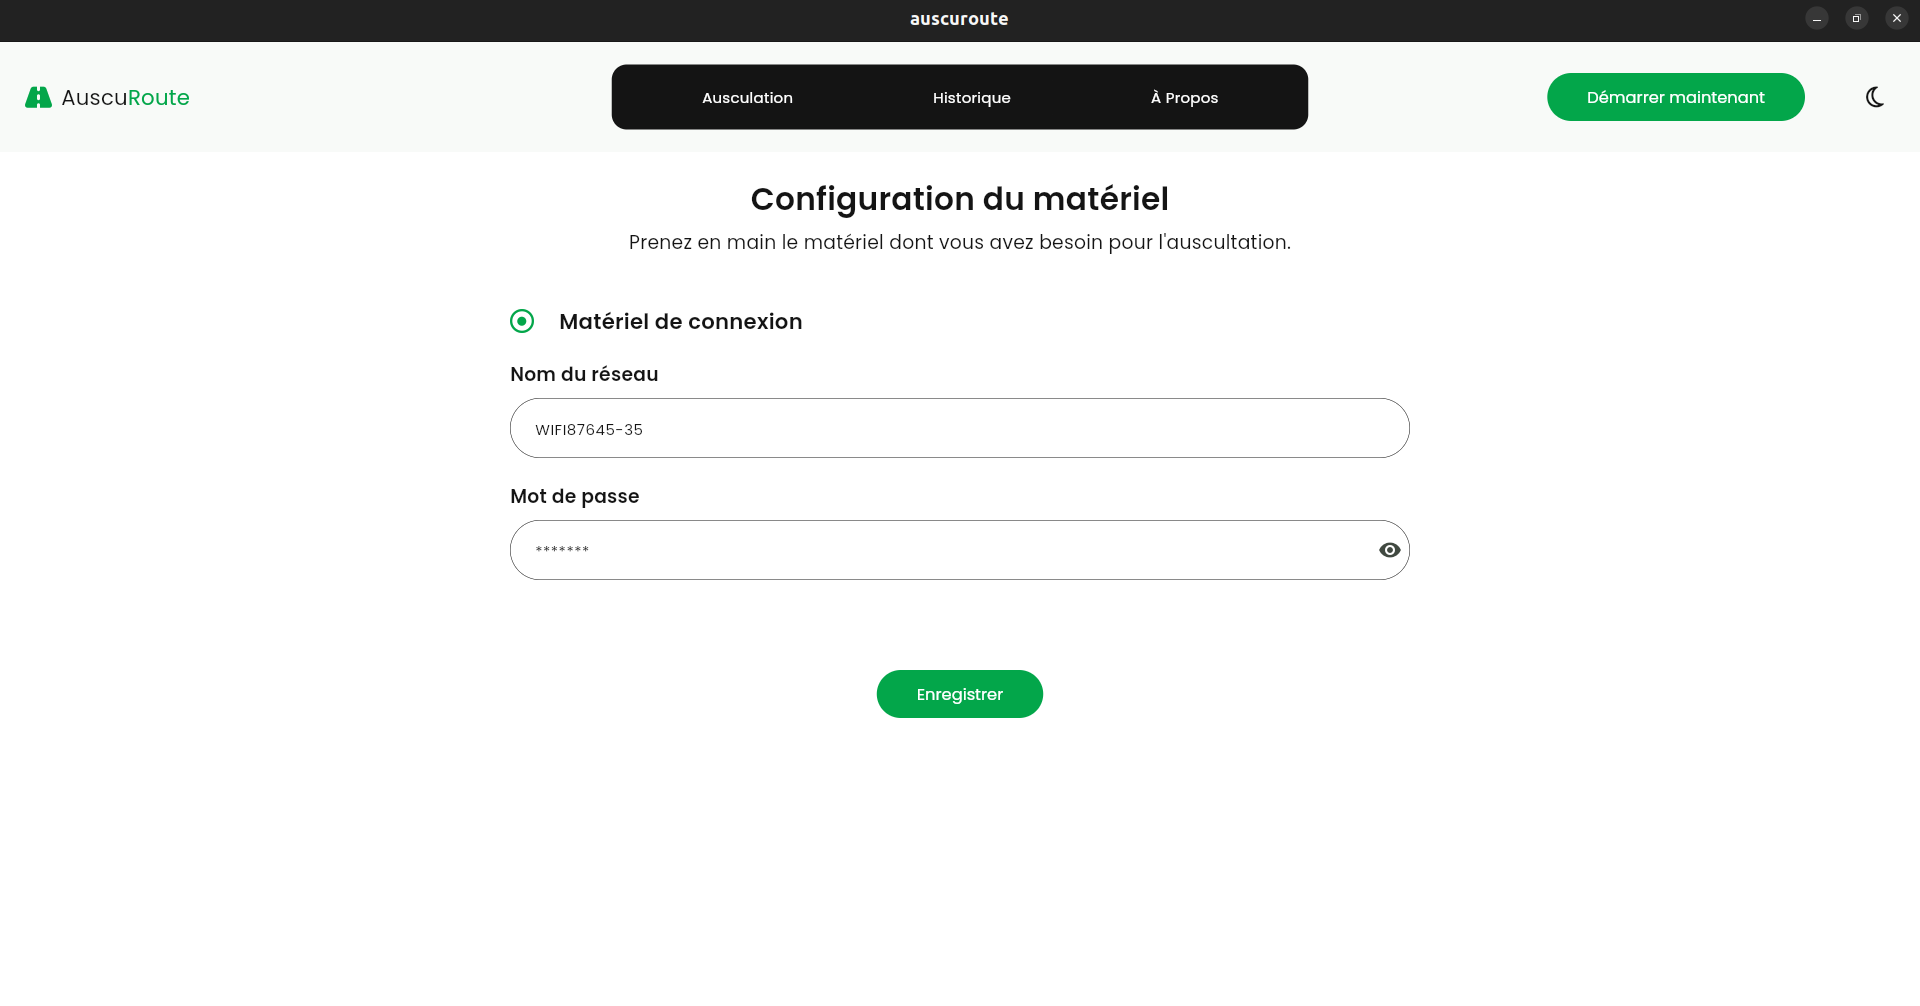 auscuroute
AuscuRoute
Ausculation
Historique
À Propos
Démarrer maintenant
Configuration du matériel
Prenez en main le matériel dont vous avez besoin pour l'auscultation.
Matériel de connexion
Nom du réseau
WIFI87645-35
Mot de passe
*******
Enregistrer